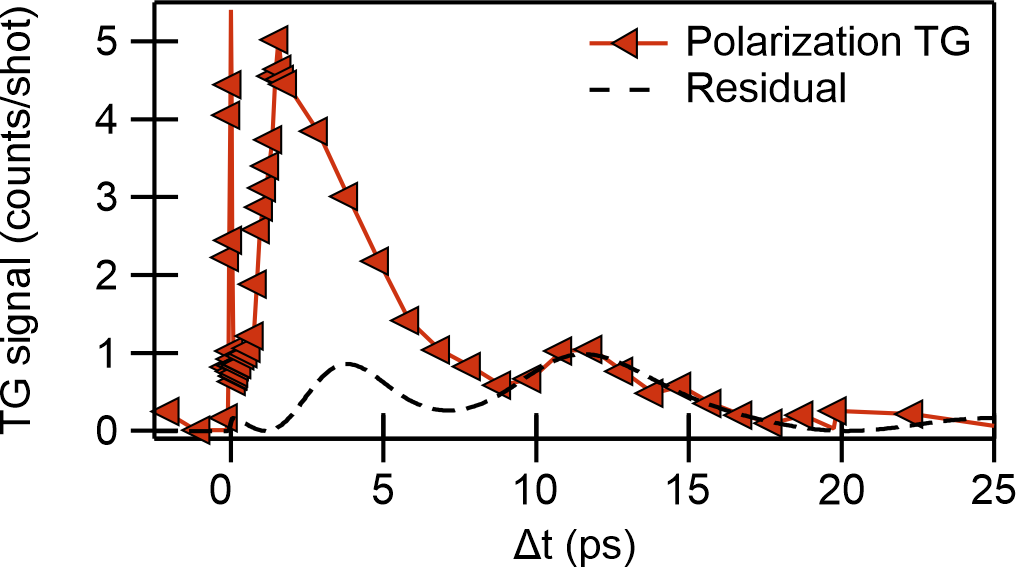 Polarization TG
Residual
TG signal (counts/shot)
5
4
3
2
1
0
0 5 10 15 20 25
Δt (ps)